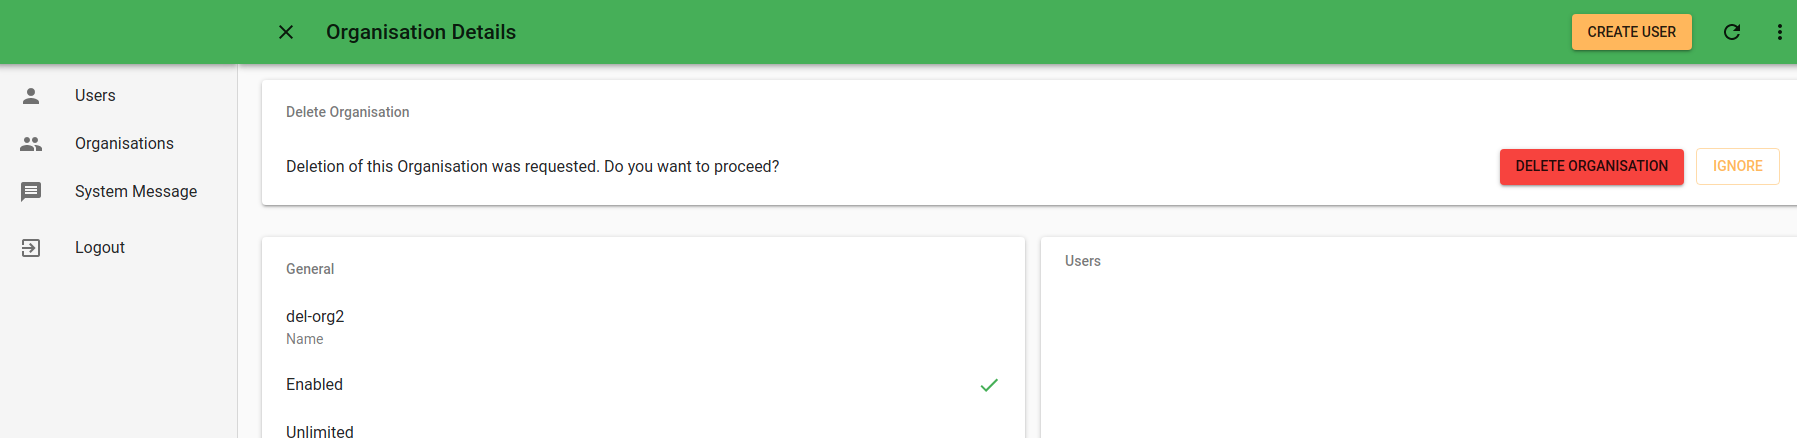 Organisation Details
CREATE USER
Users
Organisations
System Message
Logout
Delete Organisation
Deletion of this Organisation was requested. Do you want to proceed?
DELETE ORGANISATION
IGNORE
General
del-org2
Name
Enabled
Unlimited
Users